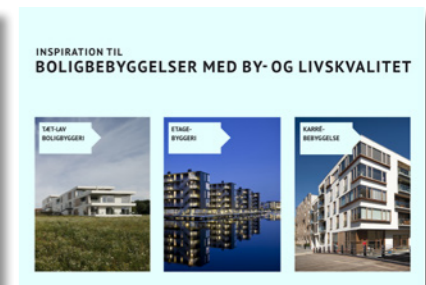 INSPIRATION TIL
BOLIGBEBYGGELSER MED BY- OG LIVSKVALITET
TÆT-LAV
BOLIGBYGGERI
ETAGE-
BYGGERI
KARRÉ-
BEBYGGELSE